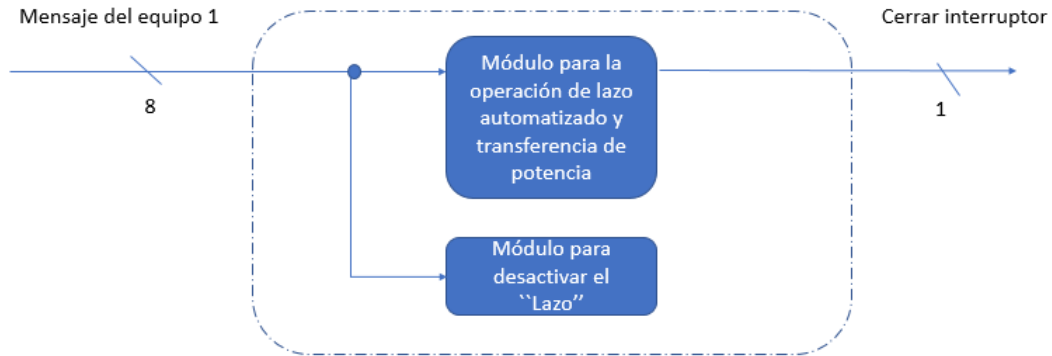 Mensaje del equipo 1
Cerrar interruptor
8
1
Módulo para la
operación de lazo
automatizado y
transferencia de
potencia
Módulo para
desactivar el
``Lazo’’